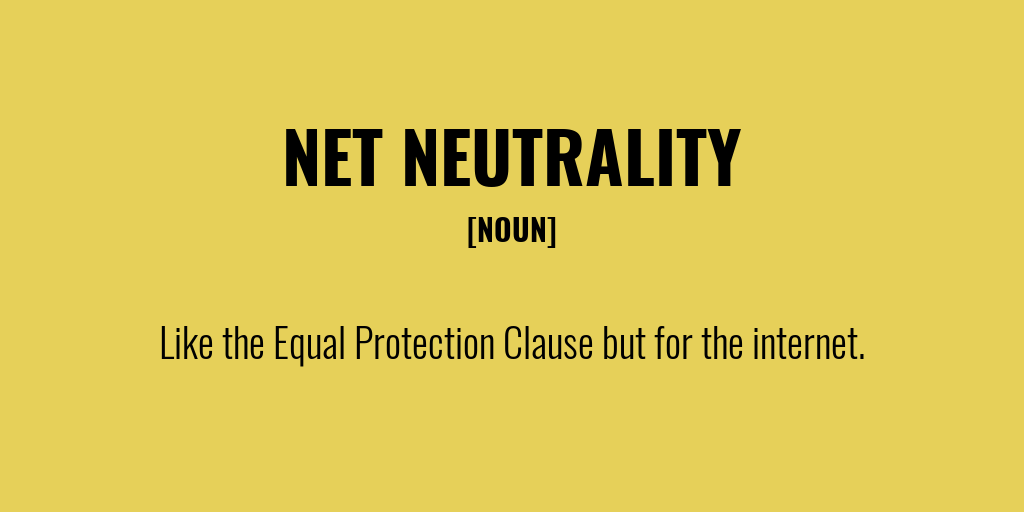 NET NEUTRALITY
[NOUN]
Like the Equal Protection Clause but for the internet.